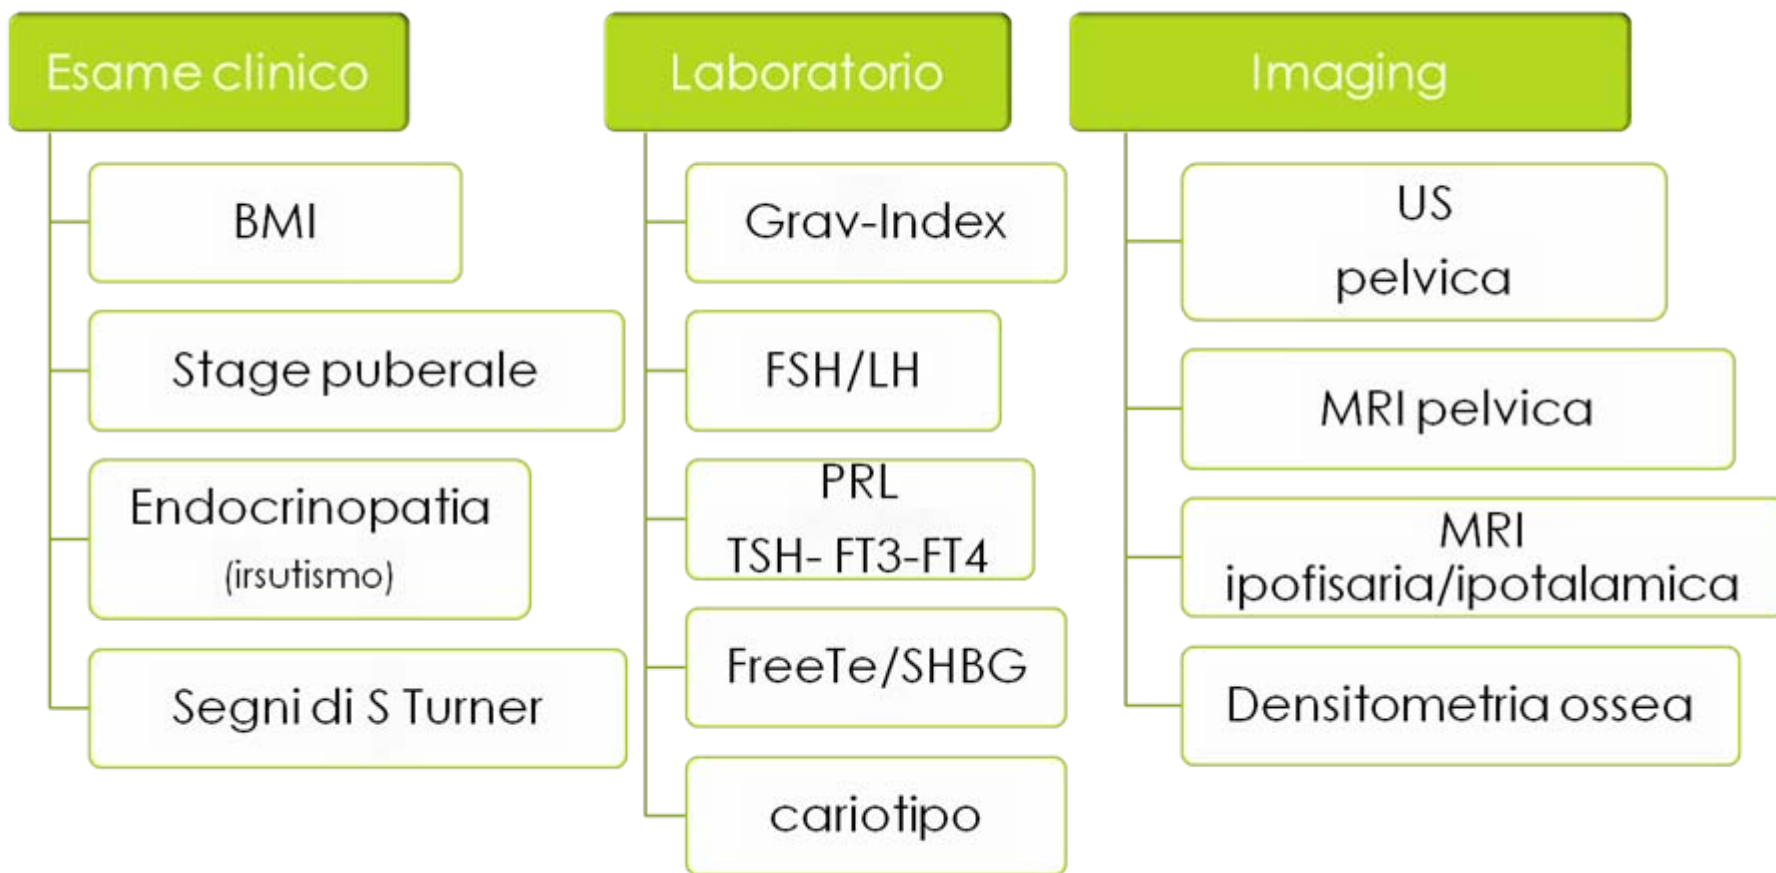 Esame clinico
BMI
Stage puberale
Endocrinopatia
(irsutismo)
Segni di S Turner
Laboratorio
Grav-Index
FSH/LH
PRL
TSH- FT3-FT4
FreeTe/SHBG
cariotipo
Imaging
US
pelvica
MRI pelvica
MRI
ipofisaria/ipotalamica
Densitometria ossea